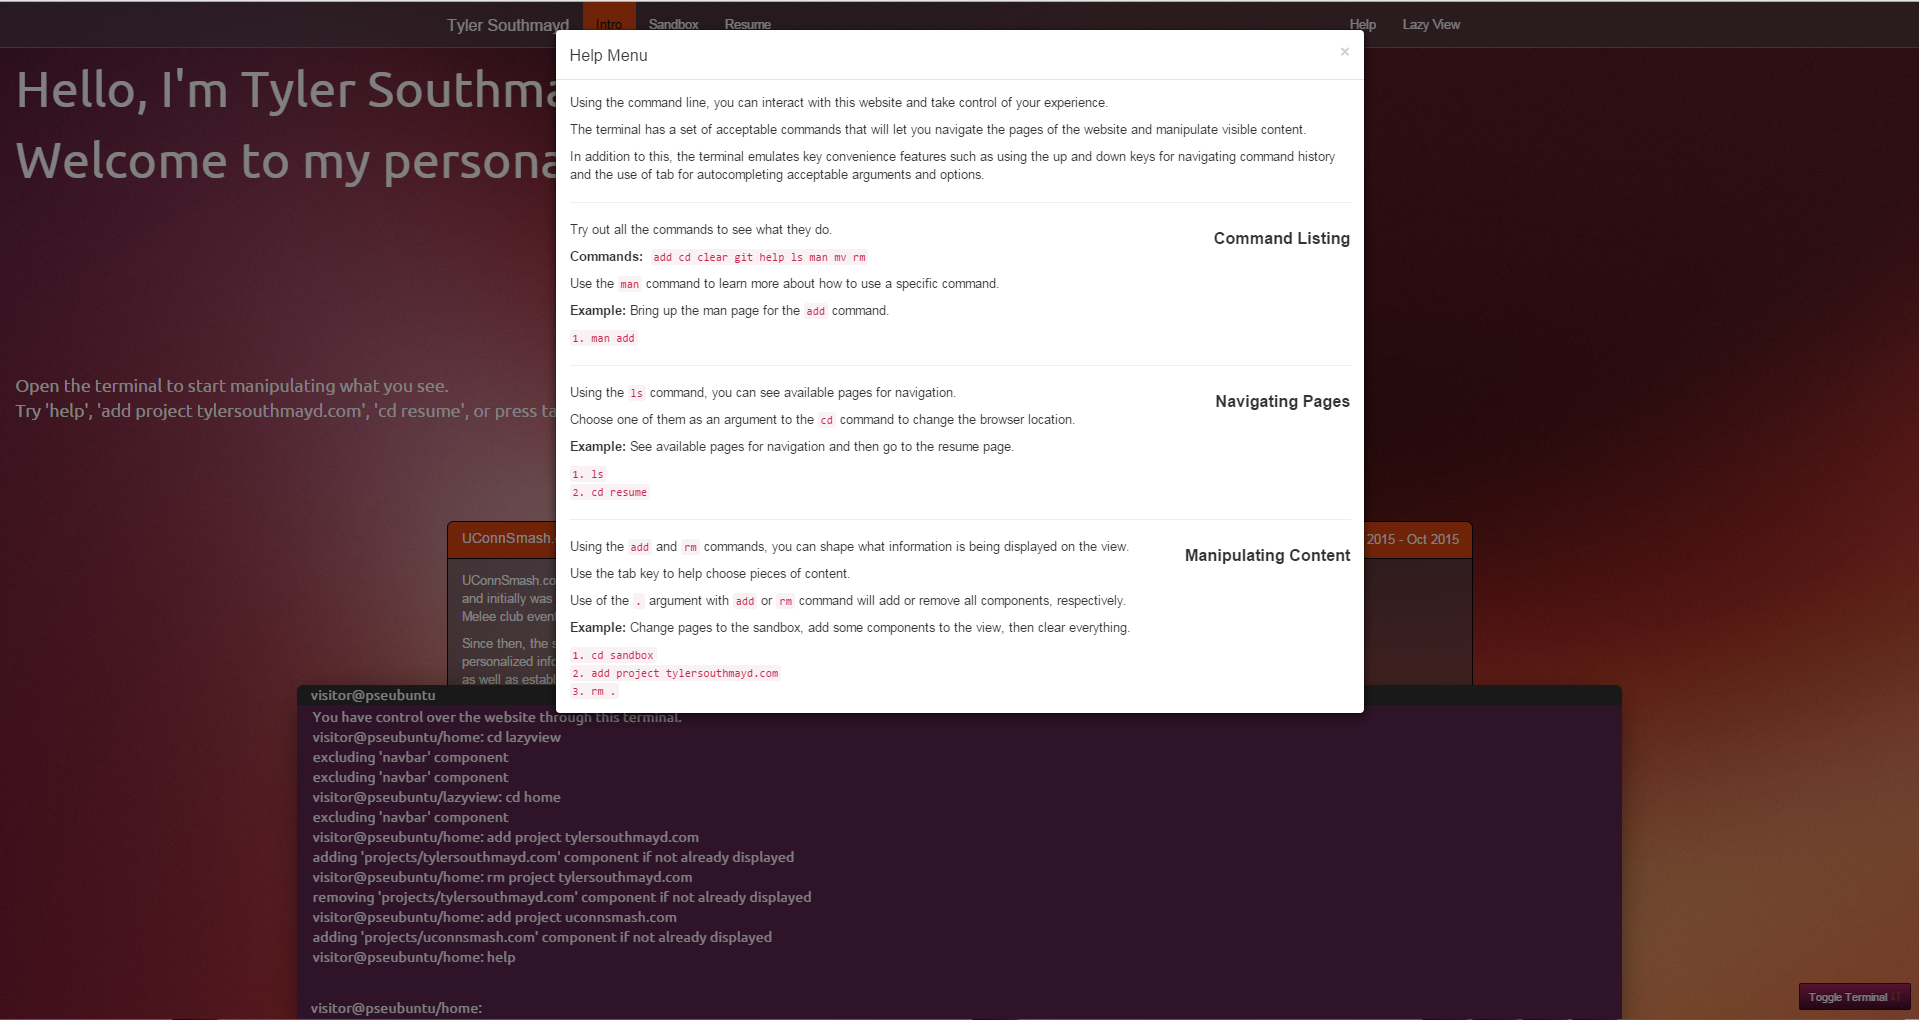 Tyler Southmayd Intro Sandbox Resume Help Lazy View
Hello, I'm Tyler Southma
Welcome to my persona
Open the terminal to start manipulating what you see.
Try 'help', 'add project tylersouthmayd.com', 'cd resume', or press ta
Help Menu ×
Using the command line, you can interact with this website and take control of your experience.
The terminal has a set of acceptable commands that will let you navigate the pages of the website and manipulate visible content.
In addition to this, the terminal emulates key convenience features such as using the up and down keys for navigating command history
and the use of tab for autocompleting acceptable arguments and options.
Command Listing
Try out all the commands to see what they do.
Commands: add cd clear git help ls man mv rm
Use the man command to learn more about how to use a specific command.
Example: Bring up the man page for the add command.
1. man add
Navigating Pages
Using the ls command, you can see available pages for navigation.
Choose one of them as an argument to the cd command to change the browser location.
Example: See available pages for navigation and then go to the resume page.
1. ls
2. cd resume
Manipulating Content
Using the add and rm commands, you can shape what information is being displayed on the view.
Use the tab key to help choose pieces of content.
Use of the . argument with add or rm command will add or remove all components, respectively.
Example: Change pages to the sandbox, add some components to the view, then clear everything.
1. cd sandbox
2. add project tylersouthmayd.com
3. rm .
UConnSmash. 2015 - Oct 2015
UConnSmash.co
and initially was
Melee club event
Since then, the s
personalized info
as well as establ
visitor@pseubuntu
You have control over the website through this terminal.
visitor@pseubuntu/home: cd lazyview
excluding 'navbar' component
excluding 'navbar' component
visitor@pseubuntu/lazyview: cd home
excluding 'navbar' component
visitor@pseubuntu/home: add project tylersouthmayd.com
adding 'projects/tylersouthmayd.com' component if not already displayed
visitor@pseubuntu/home: rm project tylersouthmayd.com
removing 'projects/tylersouthmayd.com' component if not already displayed
visitor@pseubuntu/home: add project uconnsmash.com
adding 'projects/uconnsmash.com' component if not already displayed
visitor@pseubuntu/home: help
visitor@pseubuntu/home:
Toggle Terminal